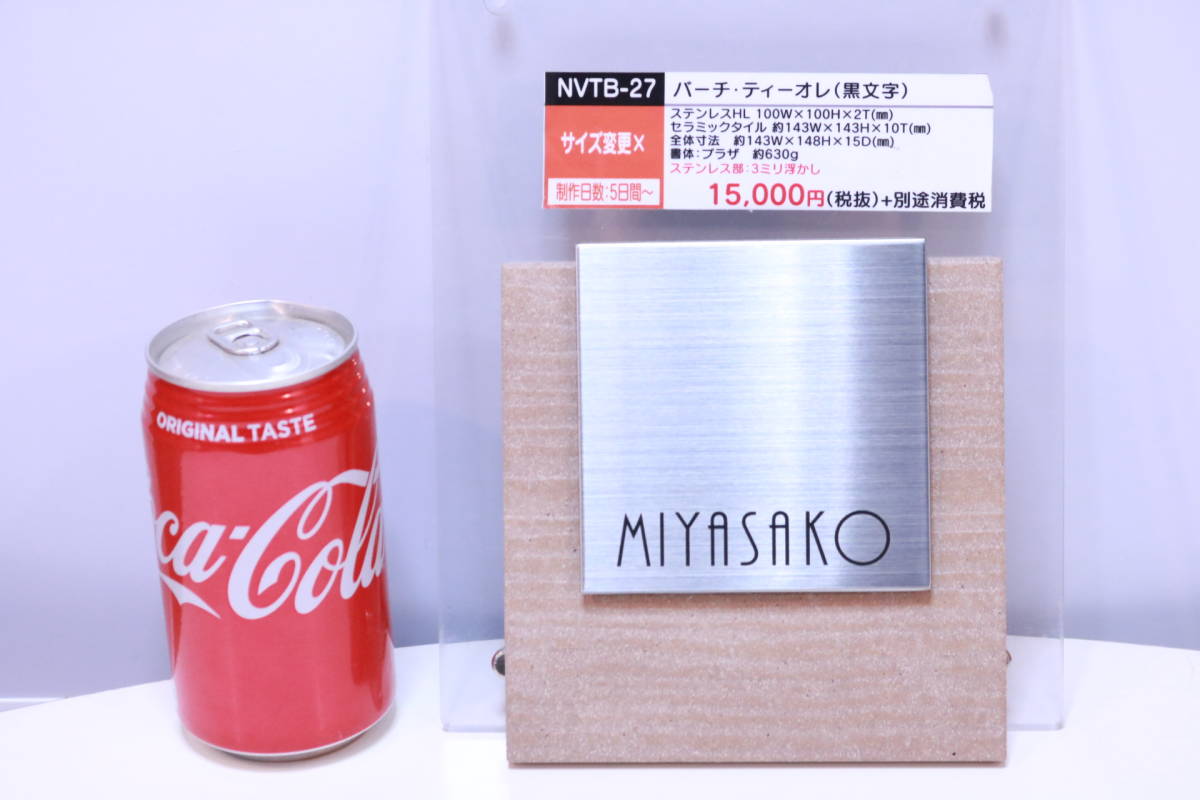 NVTB-27
バーチ・ティーオレ(黒文字)
サイズ変更×
制作日数:5日間〜
ステンレスHL 100W×100H×2T(㎜)
セラミックタイル 約143W×143H×10T(㎜)
全体寸法 約143W×148H×15D(㎜)
書体:プラザ 約630g
ステンレス部:3ミリ浮かし
15,000円(税抜)+別途消費税
MIYASAKO
ORIGINAL TASTE
ca-Cola